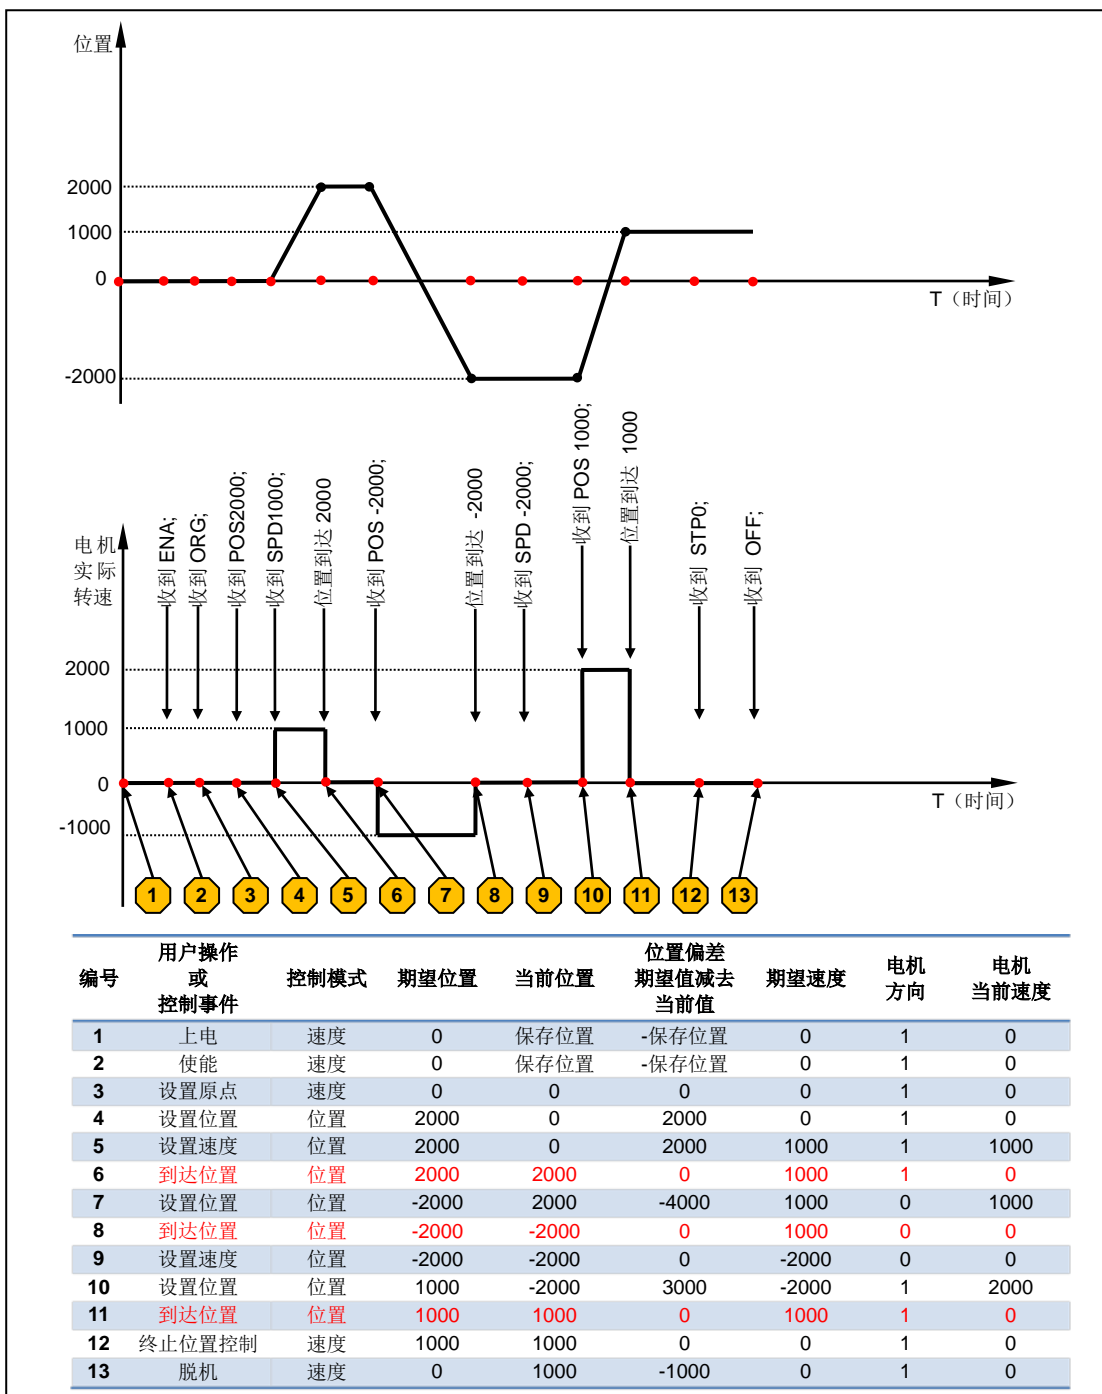 位置
2000
1000
0
T（时间）
-2000
收到 ENA;
收到 ORG;
收到 POS2000;
收到 SPD1000;
位置到达 2000
收到 POS -2000;
位置到达 -2000
收到 SPD -2000;
收到 POS 1000;
位置到达 1000
收到 STP0;
收到 OFF;
电机
实际
转速
2000
1000
0
T（时间）
-1000
1 2 3 4 5 6 7 8 9 10 11 12 13
编号 用户操作或控制事件 控制模式 期望位置 当前位置 位置偏差期望值减去当前值 期望速度 电机方向 电机当前速度
1 上电 速度 0 保存位置 -保存位置 0 1 0
2 使能 速度 0 保存位置 -保存位置 0 1 0
3 设置原点 速度 0 0 0 0 1 0
4 设置位置 位置 2000 0 2000 0 1 0
5 设置速度 位置 2000 0 2000 1000 1 1000
6 到达位置 位置 2000 2000 0 1000 1 0
7 设置位置 位置 -2000 2000 -4000 1000 0 1000
8 到达位置 位置 -2000 -2000 0 1000 0 0
9 设置速度 位置 -2000 -2000 0 -2000 0 0
10 设置位置 位置 1000 -2000 3000 -2000 1 2000
11 到达位置 位置 1000 1000 0 1000 1 0
12 终止位置控制 速度 1000 1000 0 0 1 0
13 脱机 速度 0 1000 -1000 0 1 0